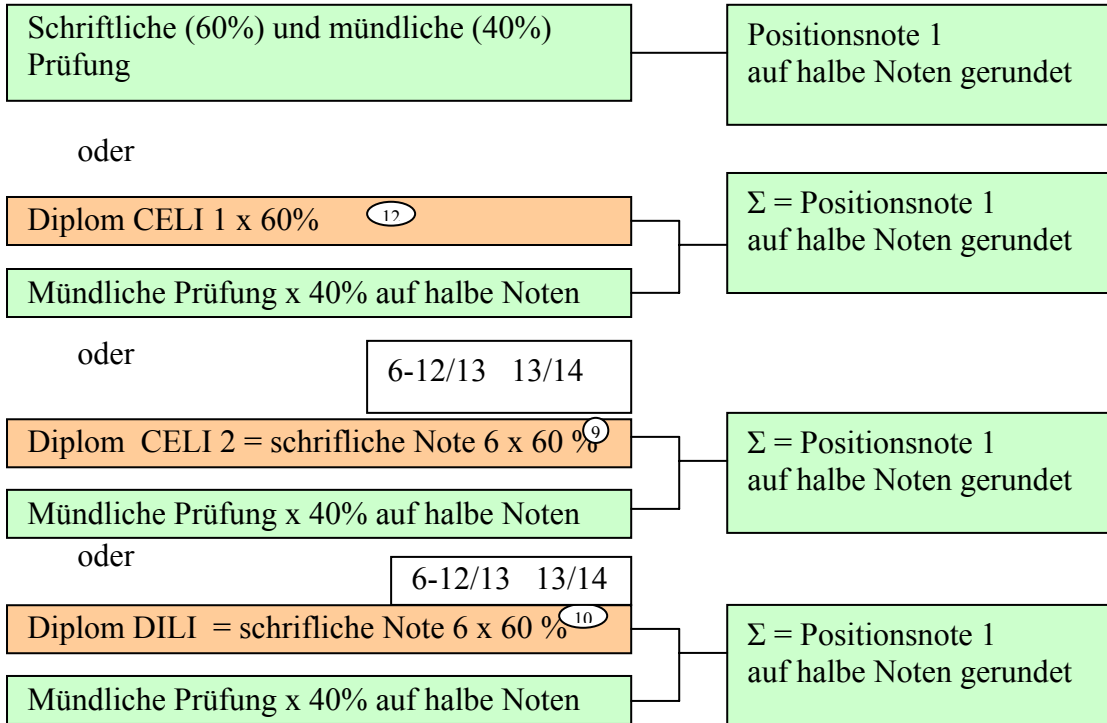 Schriftliche (60%) und mündliche (40%)
Prüfung
Positionsnote 1
auf halbe Noten gerundet
oder
Diplom CELI 1 x 60% 12
Mündliche Prüfung x 40% auf halbe Noten
Σ = Positionsnote 1
auf halbe Noten gerundet
oder
6-12/13 13/14
Diplom CELI 2 = schrifliche Note 6 x 60 % 9
Mündliche Prüfung x 40% auf halbe Noten
Σ = Positionsnote 1
auf halbe Noten gerundet
oder
6-12/13 13/14
Diplom DILI = schrifliche Note 6 x 60 % 10
Mündliche Prüfung x 40% auf halbe Noten
Σ = Positionsnote 1
auf halbe Noten gerundet